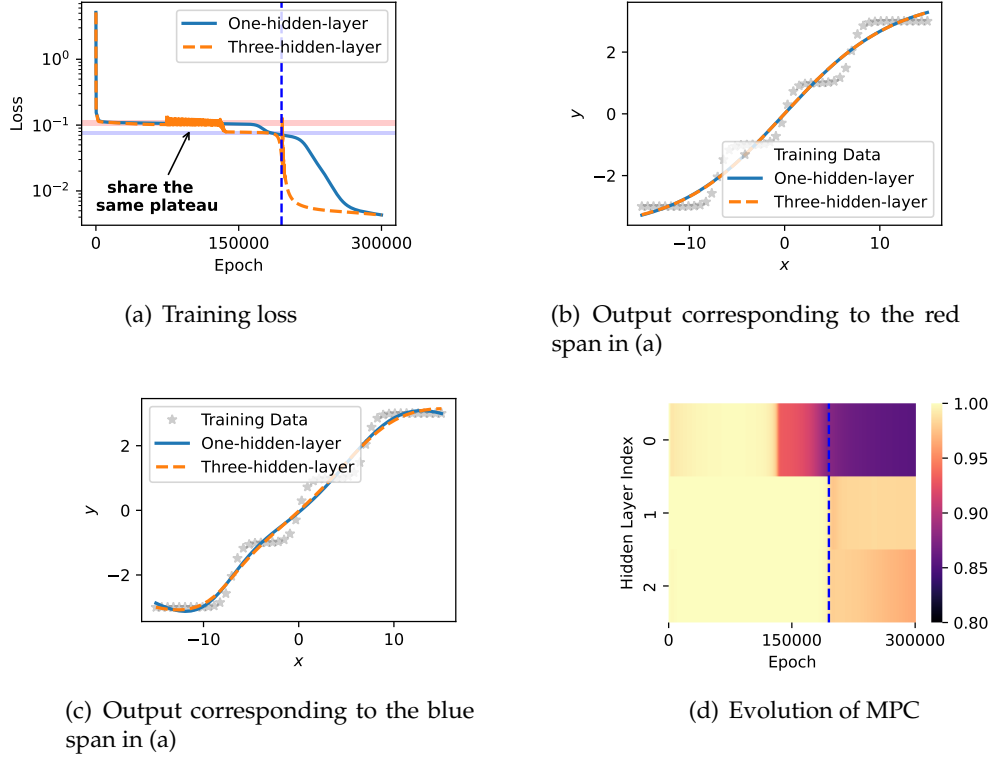 One-hidden-layer
Three-hidden-layer
10⁰
10⁻¹
10⁻²
Loss
share the
same plateau
0
150000
300000
Epoch
(a) Training loss
2
0
−2
y
Training Data
One-hidden-layer
Three-hidden-layer
−10
0
10
x
(b) Output corresponding to the red
span in (a)
Training Data
One-hidden-layer
Three-hidden-layer
2
0
−2
y
−10
0
10
x
(c) Output corresponding to the blue
span in (a)
Hidden Layer Index
0
1
2
0
150000
300000
Epoch
1.00
0.95
0.90
0.85
0.80
(d) Evolution of MPC